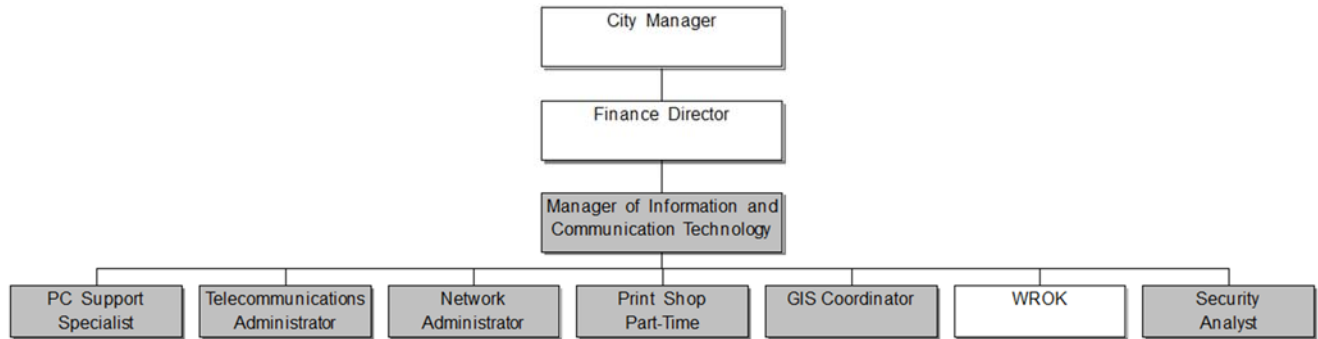 City Manager
Finance Director
Manager of Information and
Communication Technology
PC Support
Specialist
Telecommunications
Administrator
Network
Administrator
Print Shop
Part-Time
GIS Coordinator
WROK
Security
Analyst